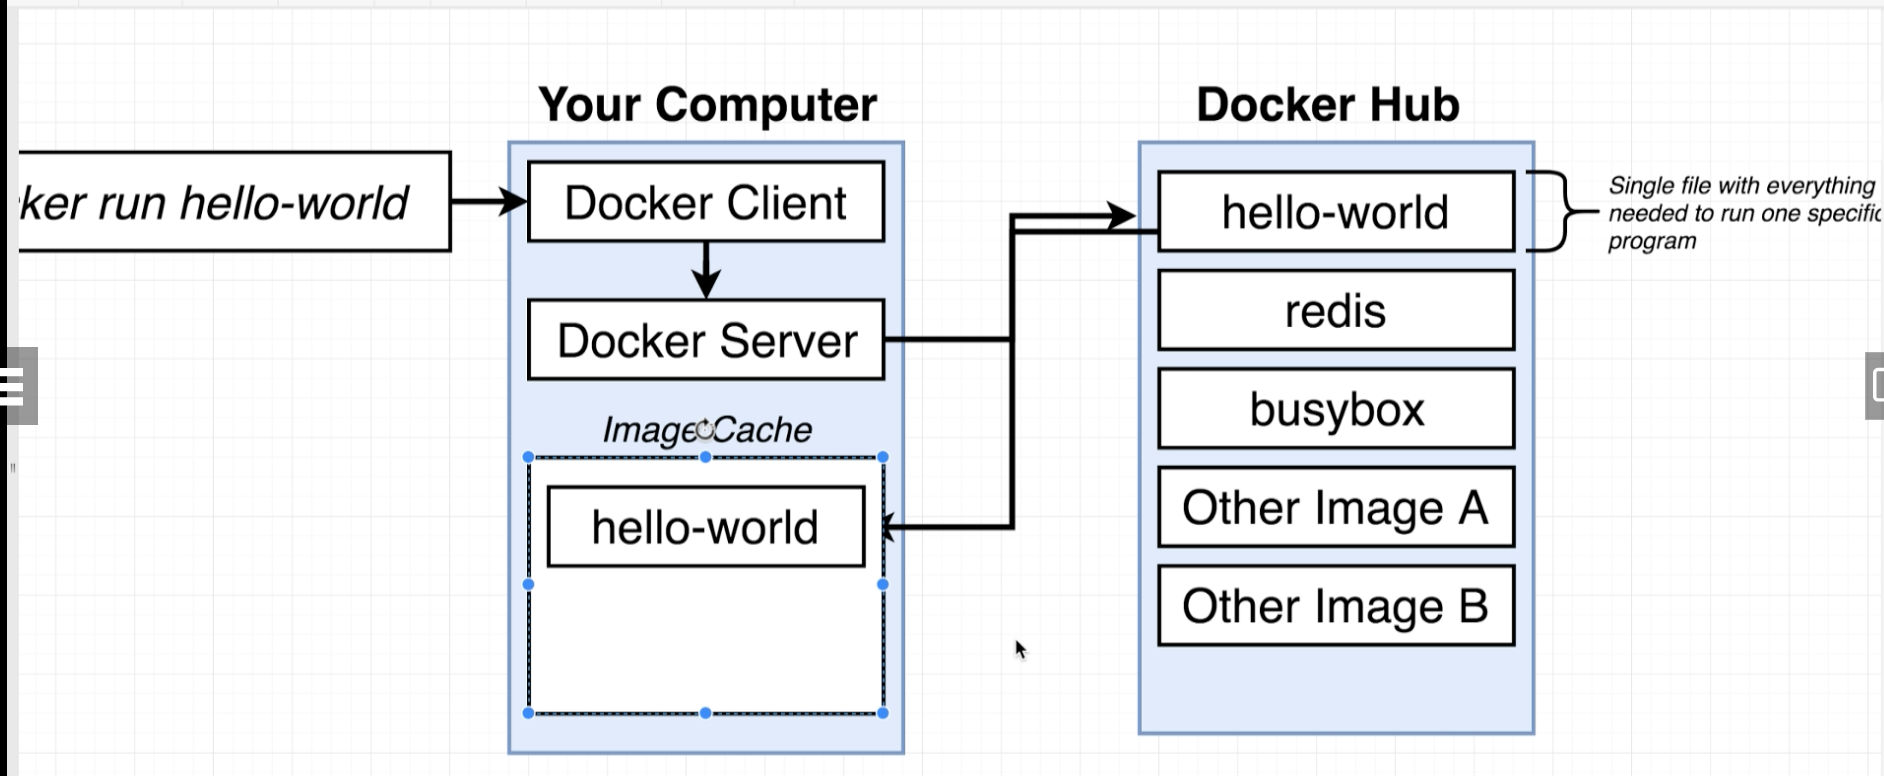 Your Computer
Docker Hub
ker run hello-world
Docker Client
Docker Server
Image Cache
hello-world
hello-world
redis
busybox
Other Image A
Other Image B
Single file with everything
needed to run one specific
program
"